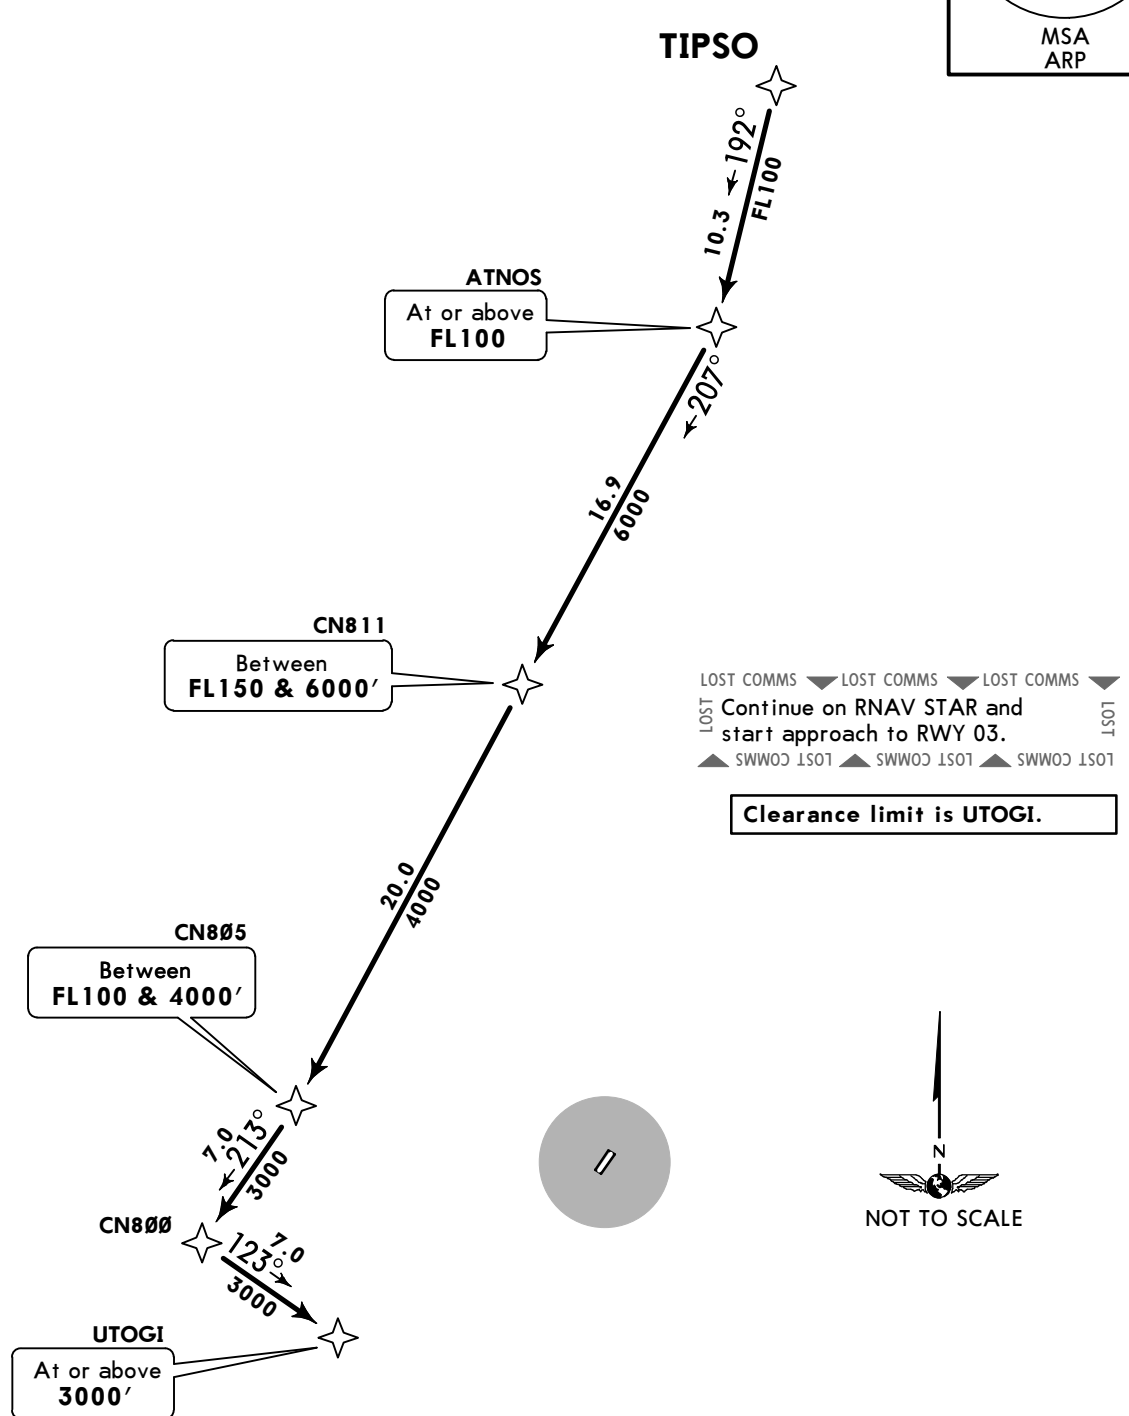 MSA
ARP
TIPSO
192°
10.3
FL100
ATNOS
At or above
FL100
207°
16.9
6000
CN811
Between
FL150 & 6000'
LOST COMMS LOST COMMS LOST COMMS
LOST
Continue on RNAV STAR and
start approach to RWY 03.
LOST
LOST COMMS LOST COMMS LOST COMMS
Clearance limit is UTOGI.
20.0
4000
CN8Ø5
Between
FL100 & 4000'
7.0
213°
3000
N
NOT TO SCALE
CN8ØØ
7.0
123°
3000
UTOGI
At or above
3000'